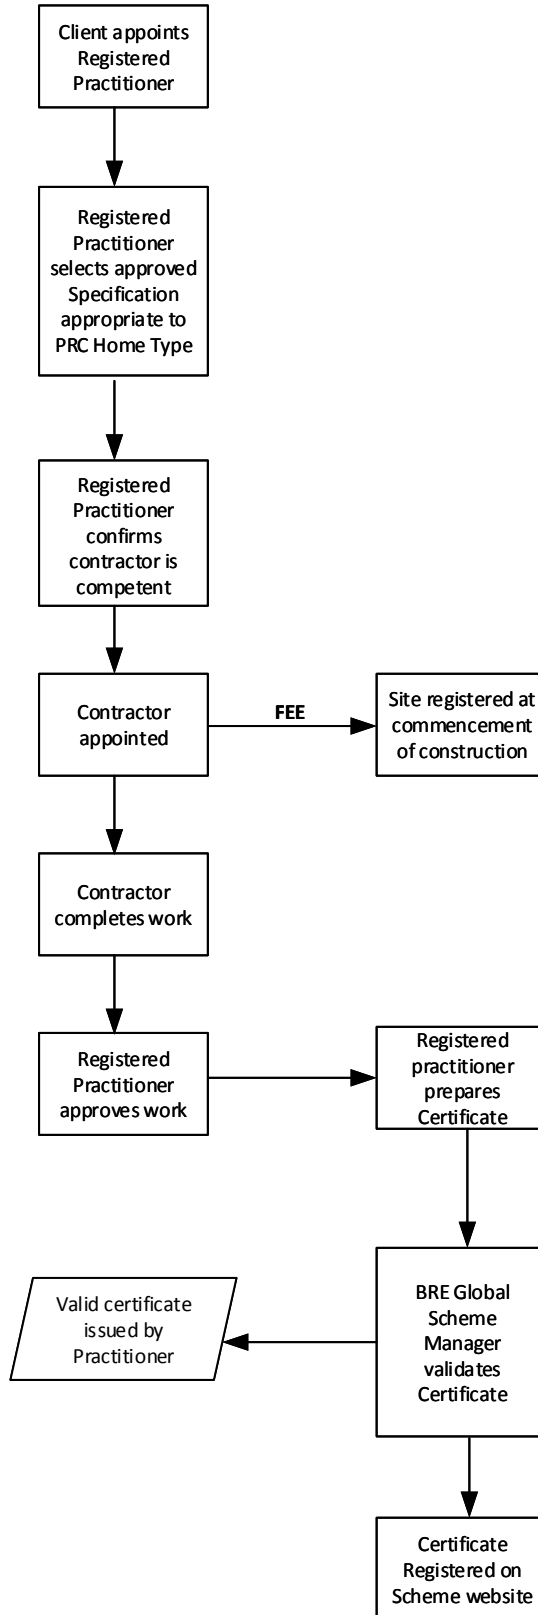 Client appoints
Registered
Practitioner
Registered
Practitioner
selects approved
Specification
appropriate to
PRC Home Type
Registered
Practitioner
confirms
contractor is
competent
Contractor
appointed
FEE
Site registered at
commencement
of construction
Contractor
completes work
Registered
Practitioner
approves work
Registered
practitioner
prepares
Certificate
BRE Global
Scheme
Manager
validates
Certificate
Valid certificate
issued by
Practitioner
Certificate
Registered on
Scheme website